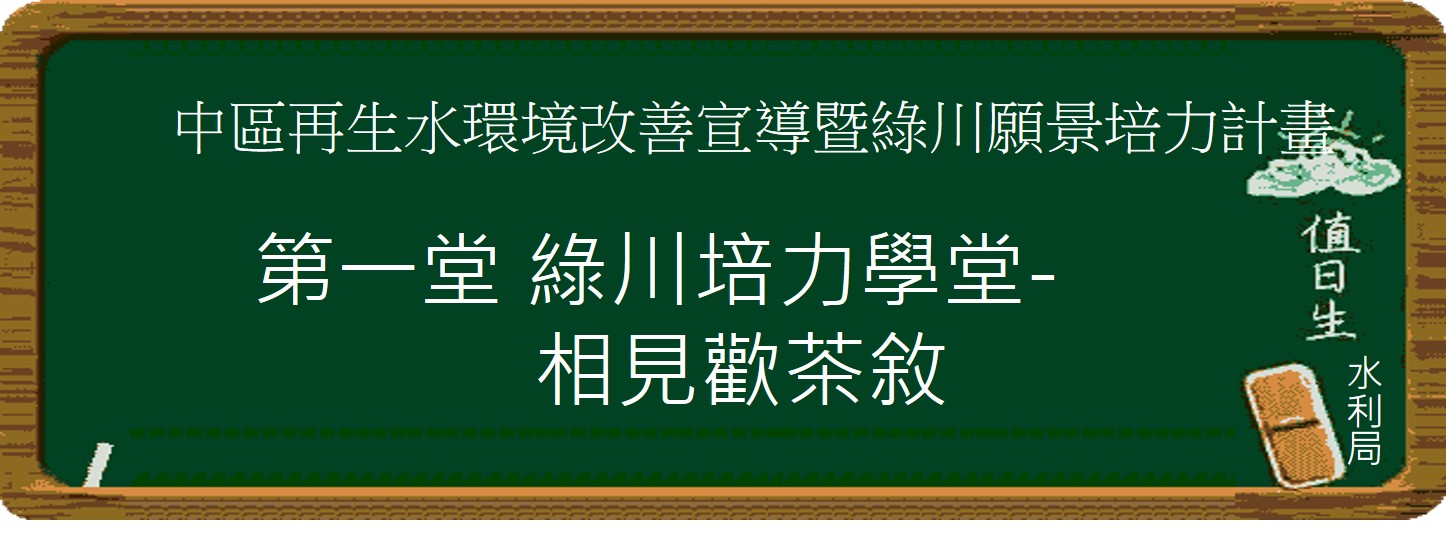 中區再生水環境改善宣導暨綠川願景培力計畫
第一堂 綠川培力學堂-
相見歡茶敘
值日生
水利局